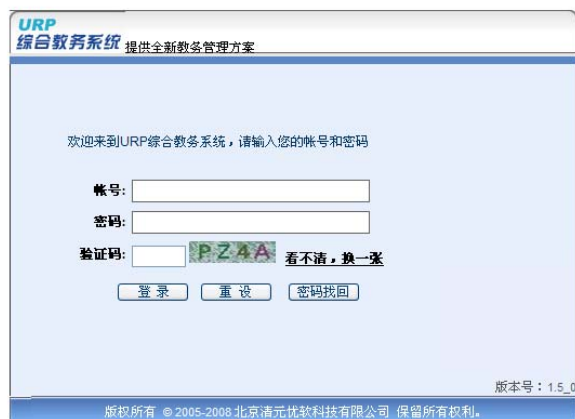 URP
综合教务系统 提供全新教务管理方案
欢迎来到URP综合教务系统，请输入您的帐号和密码
帐号:
密码:
验证码: PZ4A 看不清，换一张
登 录 重 设 密码找回
版本号：1.5_0
版权所有 ©2005-2008 北京清元优软科技有限公司 保留所有权利。